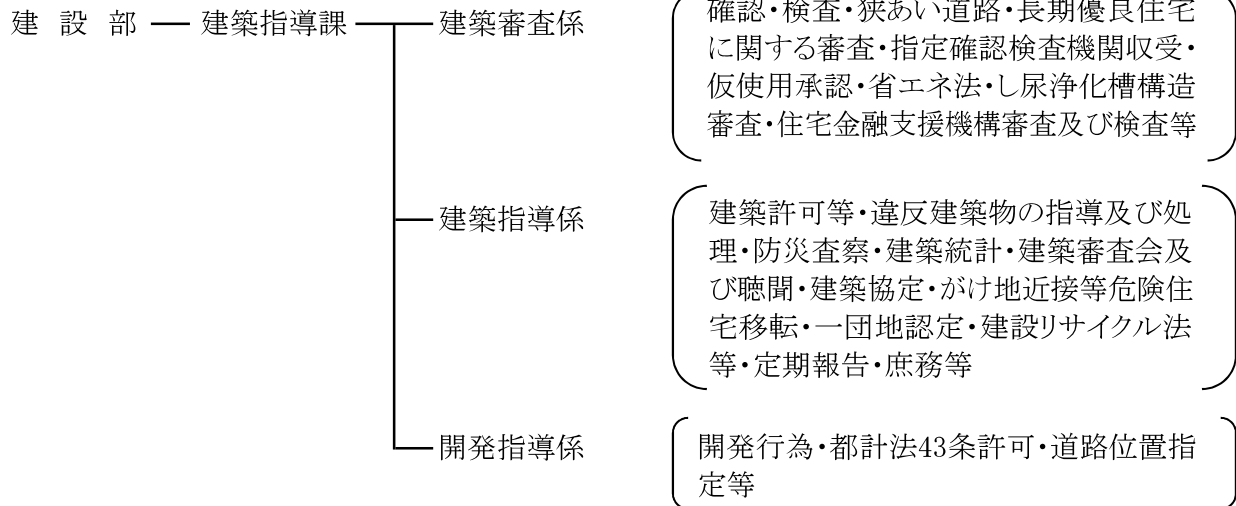 建 設 部 ― 建築指導課 ― 建築審査係
確認・検査・狭あい道路・長期優良住宅
に関する審査・指定確認検査機関収受・
仮使用承認・省エネ法・し尿浄化槽構造
審査・住宅金融支援機構審査及び検査等
建築指導係
建築許可等・違反建築物の指導及び処
理・防災査察・建築統計・建築審査会及
び聴聞・建築協定・がけ地近接等危険住
宅移転・一団地認定・建設リサイクル法
等・定期報告・庶務等
開発指導係
開発行為・都計法43条許可・道路位置指
定等